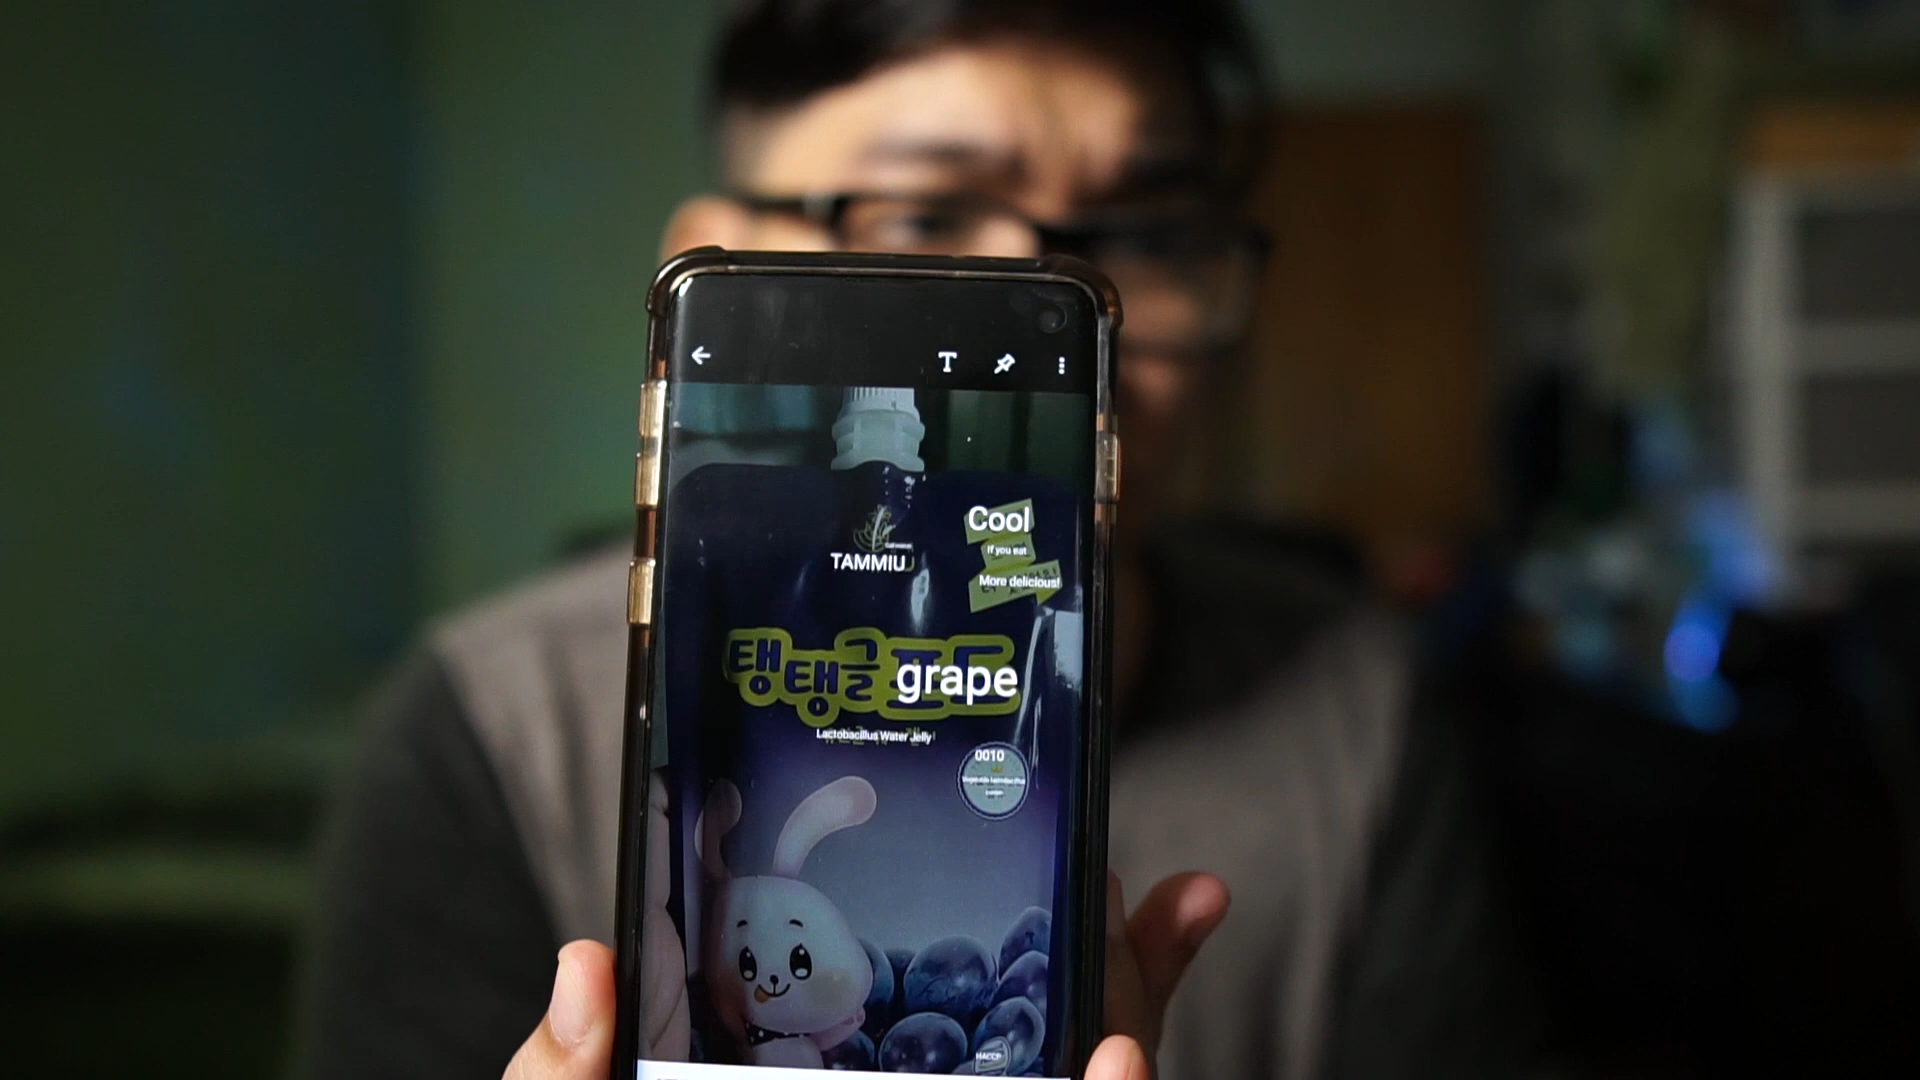 T
TAMMIU
Cool
If you eat
More delicious!
탱탱글
grape
Lactobacillus Water Jelly
0010
HACCP